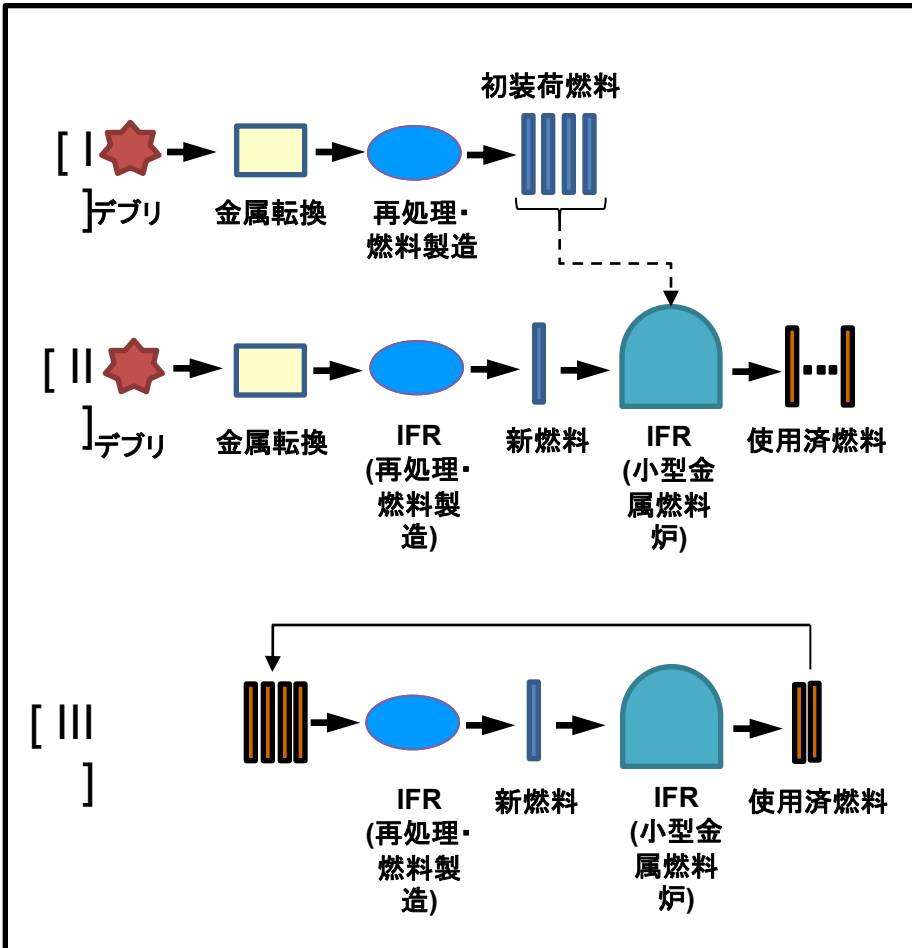 初装荷燃料
[ I
]
デブリ
金属転換
再処理・
燃料製造
[ II
]
デブリ
金属転換
IFR
(再処理・
燃料製
造)
新燃料
IFR
(小型金
属燃料
炉)
使用済燃料
[ III
]
IFR
(再処理・
燃料製
造)
新燃料
IFR
(小型金
属燃料
炉)
使用済燃料